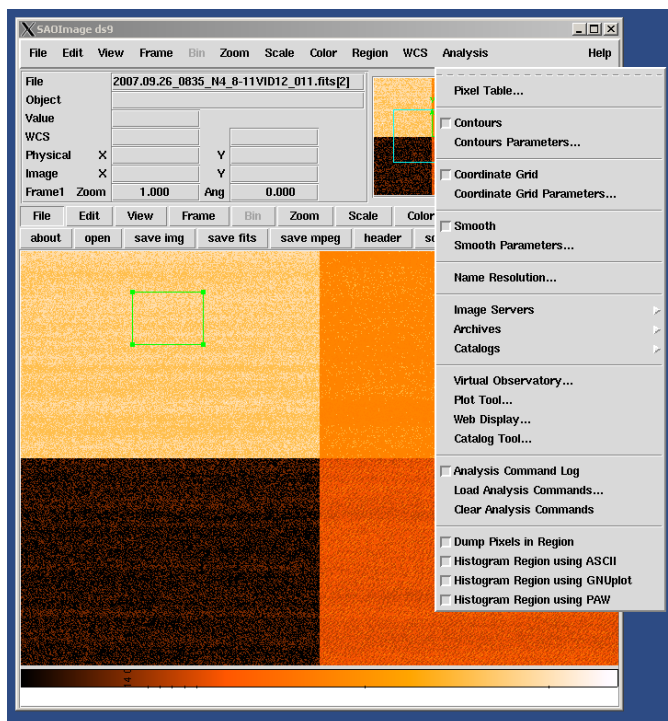 SAOImage ds9
File Edit View Frame Bin Zoom Scale Color Region WCS Analysis Help
File 2007.09.26_0835_N4_8-11VID12_011.fits[2]
Object
Value
WCS
Physical X Y
Image X Y
Frame1 Zoom 1.000 Ang 0.000
File Edit View Frame Bin Zoom Scale Color
about open save img save fits save mpeg header
Pixel Table...
Contours
Contours Parameters...
Coordinate Grid
Coordinate Grid Parameters...
Smooth
Smooth Parameters...
Name Resolution...
Image Servers
Archives
Catalogs
Virtual Observatory...
Plot Tool...
Web Display...
Catalog Tool...
Analysis Command Log
Load Analysis Commands...
Clear Analysis Commands
Dump Pixels in Region
Histogram Region using ASCII
Histogram Region using GNUplot
Histogram Region using PAW